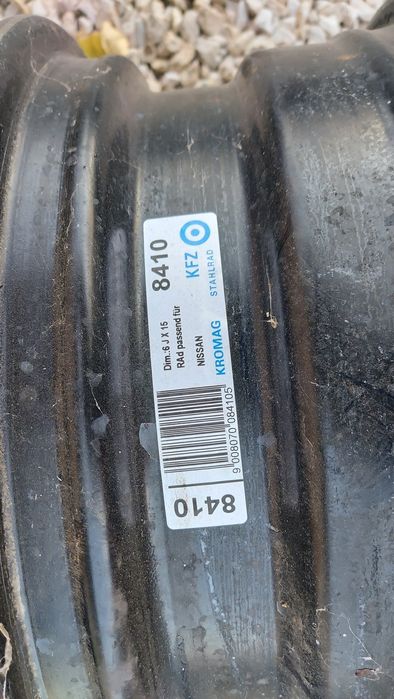 8410
KFZ
STAHLRAD
Dim.:6 J X 15
RAd passend für
NISSAN
KROMAG
9 008070 084105
8410